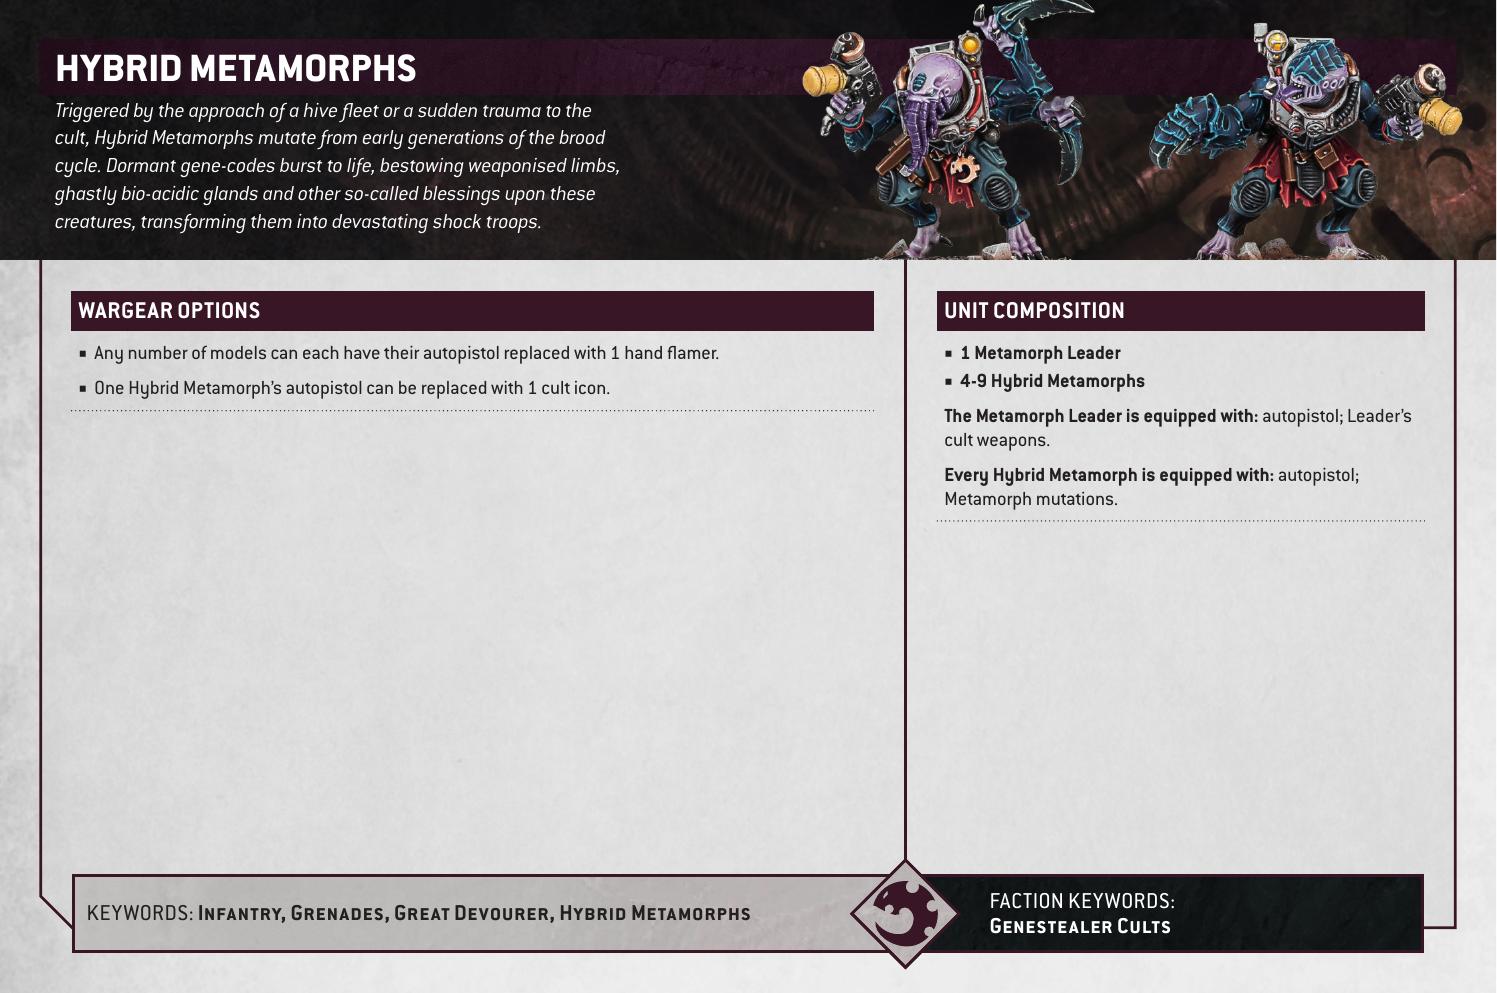 HYBRID METAMORPHS
Triggered by the approach of a hive fleet or a sudden trauma to the
cult, Hybrid Metamorphs mutate from early generations of the brood
cycle. Dormant gene-codes burst to life, bestowing weaponised limbs,
ghastly bio-acidic glands and other so-called blessings upon these
creatures, transforming them into devastating shock troops.
WARGEAR OPTIONS
■ Any number of models can each have their autopistol replaced with 1 hand flamer.
■ One Hybrid Metamorph’s autopistol can be replaced with 1 cult icon.
UNIT COMPOSITION
■ 1 Metamorph Leader
■ 4-9 Hybrid Metamorphs
The Metamorph Leader is equipped with: autopistol; Leader’s
cult weapons.
Every Hybrid Metamorph is equipped with: autopistol;
Metamorph mutations.
KEYWORDS: Infantry, Grenades, Great Devourer, Hybrid Metamorphs
FACTION KEYWORDS:
Genestealer Cults